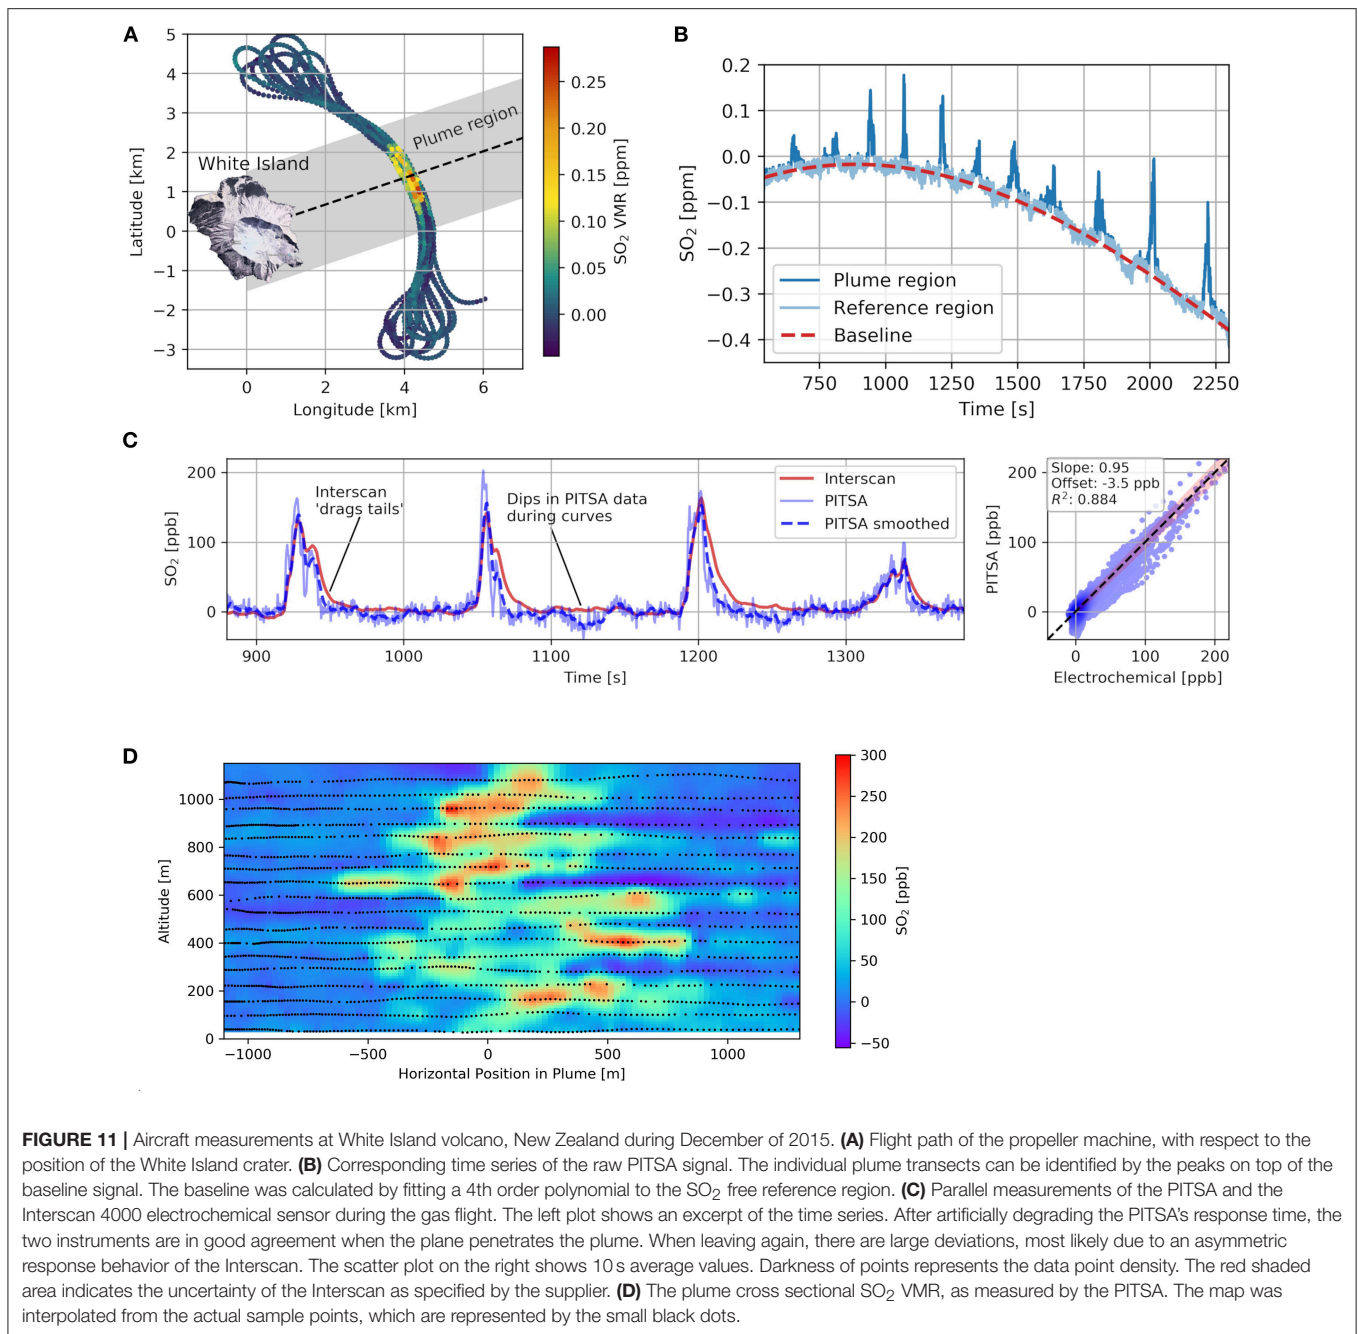 A
5
4
3
2
1
0
−1
−2
−3
Latitude [km]
White Island
Plume region
0
2
4
6
Longitude [km]
0.25
0.20
0.15
0.10
0.05
0.00
SO₂ VMR [ppm]
B
0.2
0.1
0.0
−0.1
−0.2
−0.3
−0.4
SO₂ [ppm]
Plume region
Reference region
Baseline
750 1000 1250 1500 1750 2000 2250
Time [s]
C
200
100
0
SO₂ [ppb]
Interscan
'drags tails'
Dips in PITSA data
during curves
Interscan
PITSA
PITSA smoothed
900 1000 1100 1200 1300
Time [s]
Slope: 0.95
Offset: -3.5 ppb
R²: 0.884
200
100
0
PITSA [ppb]
0 100 200
Electrochemical [ppb]
D
1000
800
600
400
200
0
Altitude [m]
−1000 −500 0 500 1000
Horizontal Position in Plume [m]
300
250
200
150
100
50
0
−50
SO₂ [ppb]
FIGURE 11 | Aircraft measurements at White Island volcano, New Zealand during December of 2015. (A) Flight path of the propeller machine, with respect to the
position of the White Island crater. (B) Corresponding time series of the raw PITSA signal. The individual plume transects can be identified by the peaks on top of the
baseline signal. The baseline was calculated by fitting a 4th order polynomial to the SO₂ free reference region. (C) Parallel measurements of the PITSA and the
Interscan 4000 electrochemical sensor during the gas flight. The left plot shows an excerpt of the time series. After artificially degrading the PITSA's response time, the
two instruments are in good agreement when the plane penetrates the plume. When leaving again, there are large deviations, most likely due to an asymmetric
response behavior of the Interscan. The scatter plot on the right shows 10 s average values. Darkness of points represents the data point density. The red shaded
area indicates the uncertainty of the Interscan as specified by the supplier. (D) The plume cross sectional SO₂ VMR, as measured by the PITSA. The map was
interpolated from the actual sample points, which are represented by the small black dots.